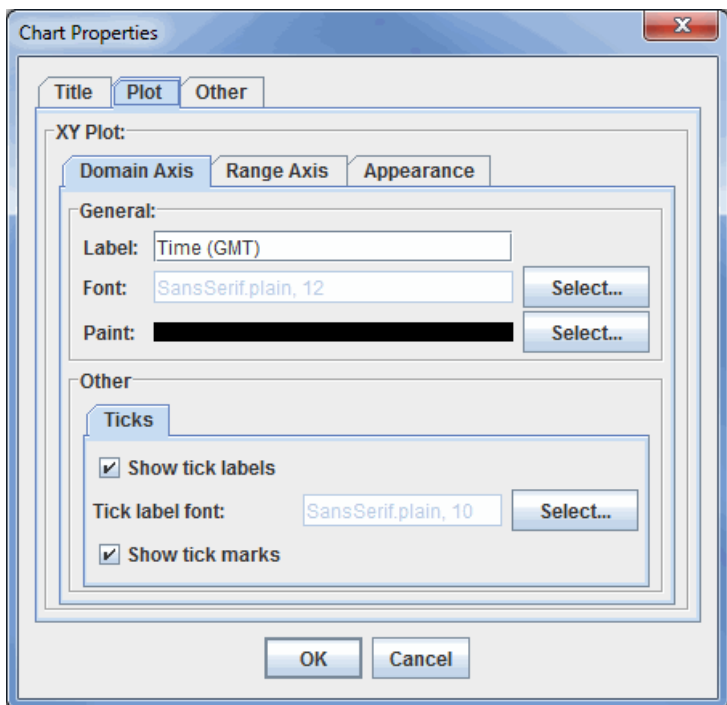 Chart Properties
Title Plot Other
XY Plot:
Domain Axis Range Axis Appearance
General:
Label: Time (GMT)
Font: SansSerif.plain, 12 Select...
Paint: Select...
Other
Ticks
Show tick labels
Tick label font: SansSerif.plain, 10 Select...
Show tick marks
OK Cancel